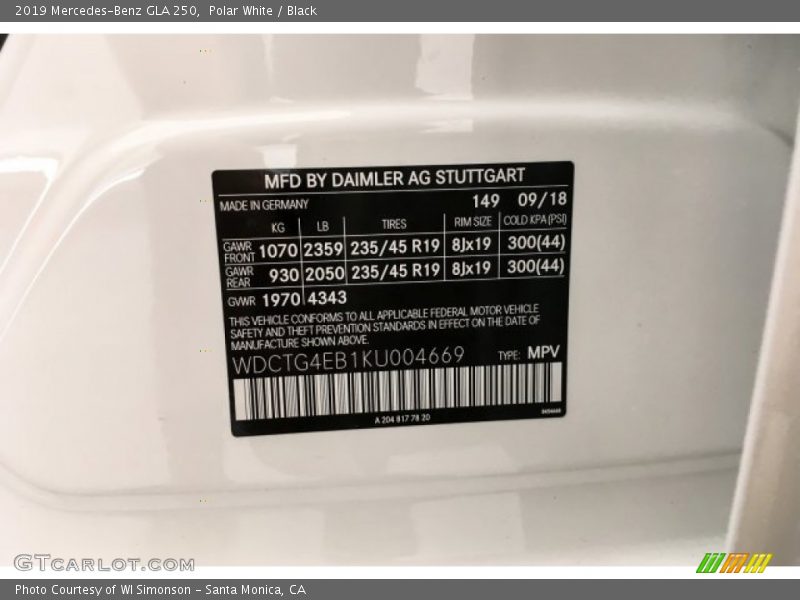 2019 Mercedes-Benz GLA 250, Polar White / Black
MFD BY DAIMLER AG STUTTGART
MADE IN GERMANY 149 09/18
KG LB TIRES RIM SIZE COLD KPA (PSI)
GAWR FRONT 1070 2359 235/45 R19 8Jx19 300(44)
GAWR REAR 930 2050 235/45 R19 8Jx19 300(44)
GVWR 1970 4343
THIS VEHICLE CONFORMS TO ALL APPLICABLE FEDERAL MOTOR VEHICLE
SAFETY AND THEFT PREVENTION STANDARDS IN EFFECT ON THE DATE OF
MANUFACTURE SHOWN ABOVE.
WDCTG4EB1KU004669 TYPE: MPV
A 204 817 78 20
GTCARLOT.COM
Photo Courtesy of WI Simonson - Santa Monica, CA